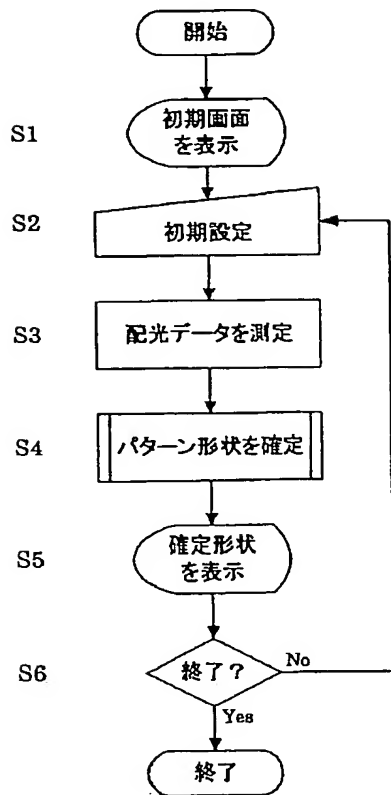 開始
S1
初期画面
を表示
S2
初期設定
S3
配光データを測定
S4
パターン形状を確定
S5
確定形状
を表示
S6
終了?
No
Yes
終了